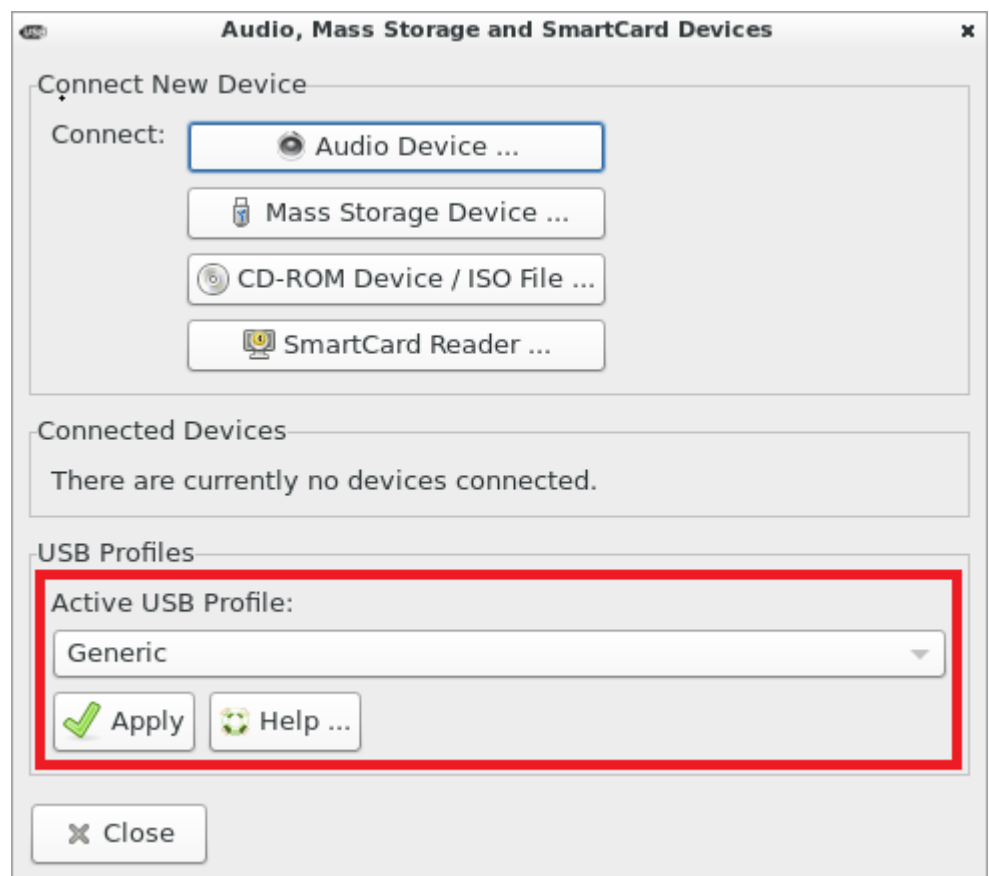 Audio, Mass Storage and SmartCard Devices
Connect New Device
Connect:
Audio Device ...
Mass Storage Device ...
CD-ROM Device / ISO File ...
SmartCard Reader ...
Connected Devices
There are currently no devices connected.
USB Profiles
Active USB Profile:
Generic
Apply
Help ...
Close